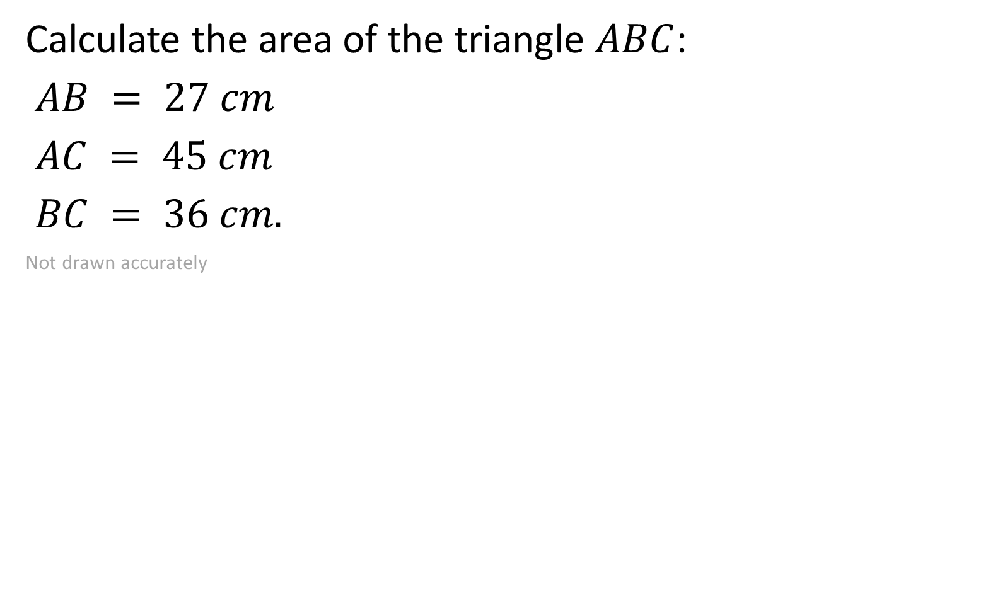 Calculate the area of the triangle ABC:
AB = 27 cm
AC = 45 cm
BC = 36 cm.
Not drawn accurately